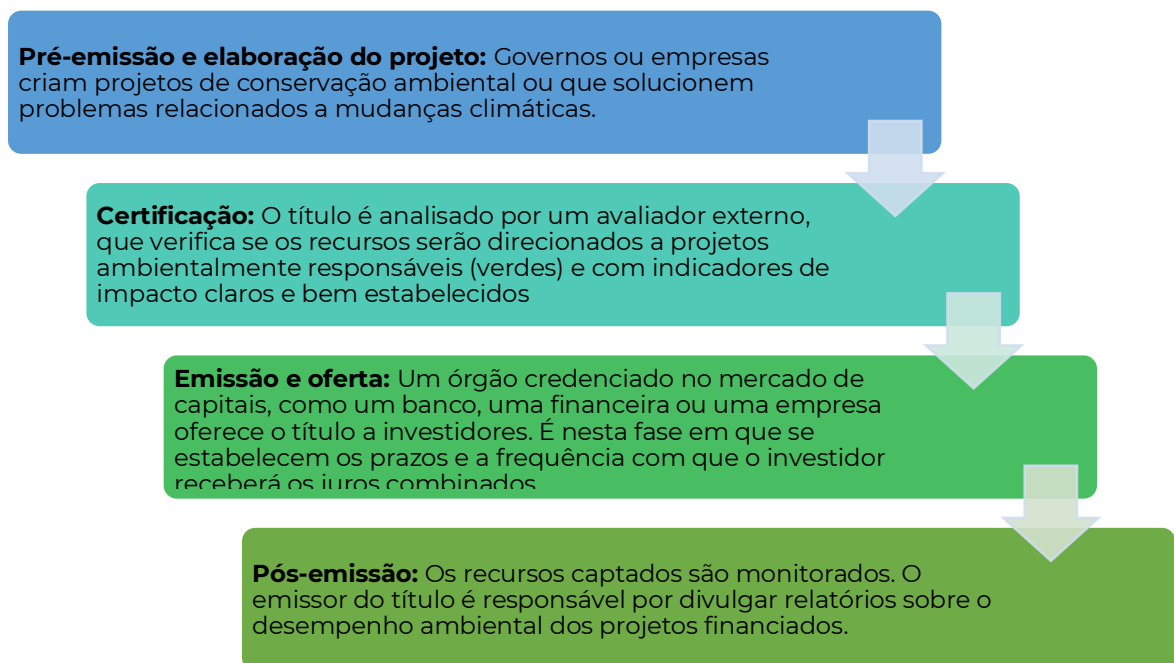 Pré-emissão e elaboração do projeto: Governos ou empresas
criam projetos de conservação ambiental ou que solucionem
problemas relacionados a mudanças climáticas.
Certificação: O título é analisado por um avaliador externo,
que verifica se os recursos serão direcionados a projetos
ambientalmente responsáveis (verdes) e com indicadores de
impacto claros e bem estabelecidos
Emissão e oferta: Um órgão credenciado no mercado de
capitais, como um banco, uma financeira ou uma empresa
oferece o título a investidores. É nesta fase em que se
estabelecem os prazos e a frequência com que o investidor
receberá os juros combinados
Pós-emissão: Os recursos captados são monitorados. O
emissor do título é responsável por divulgar relatórios sobre o
desempenho ambiental dos projetos financiados.